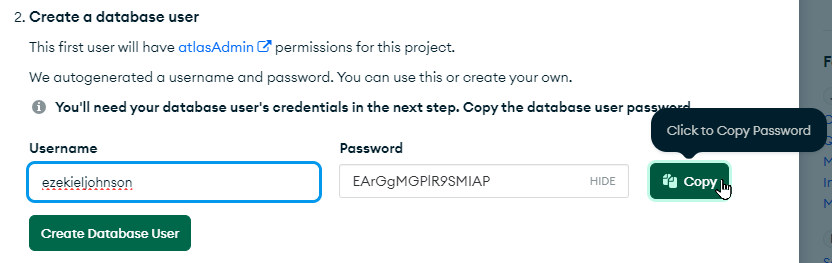 2. Create a database user
This first user will have atlasAdmin permissions for this project.
We autogenerated a username and password. You can use this or create your own.
You'll need your database user's credentials in the next step. Copy the database user password
Click to Copy Password
Username
Password
ezekieljohnson
EArGgMGPlR9SMIAP
HIDE
Copy
Create Database User